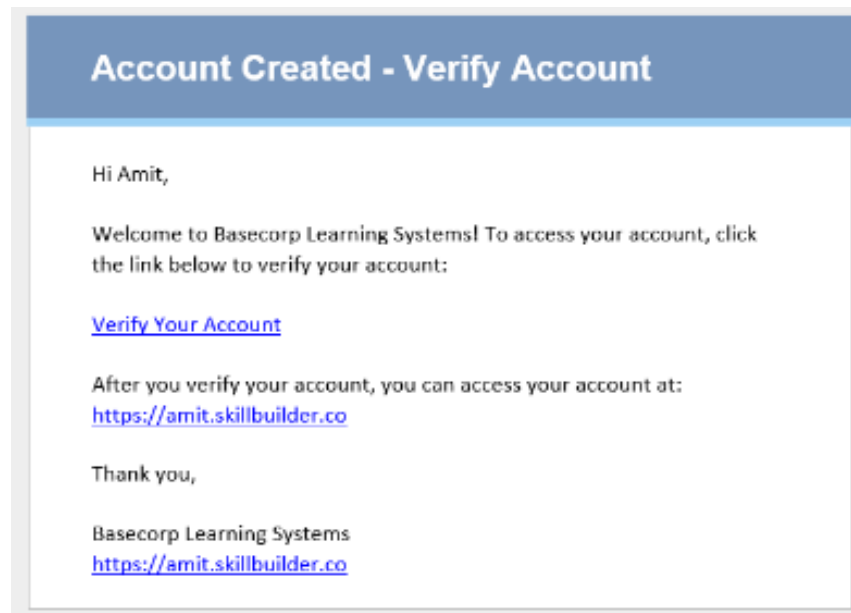 Account Created - Verify Account
Hi Amit,
Welcome to Basecorp Learning Systems! To access your account, click
the link below to verify your account:
Verify Your Account
After you verify your account, you can access your account at:
https://amit.skillbuilder.co
Thank you,
Basecorp Learning Systems
https://amit.skillbuilder.co